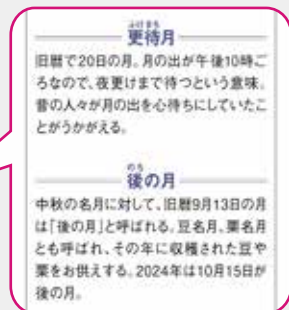 ふけまち
更待月
旧暦で20日の月。月の出が午後10時ご
ろなので、夜更けまで待つという意味。
昔の人々が月の出を心待ちにしていたこ
とがうかがえる。
のち
後の月
中秋の名月に対して、旧暦9月13日の月
は「後の月」と呼ばれる。豆名月、栗名月
とも呼ばれ、その年に収穫された豆や
栗をお供えする。2024年は10月15日が
後の月。